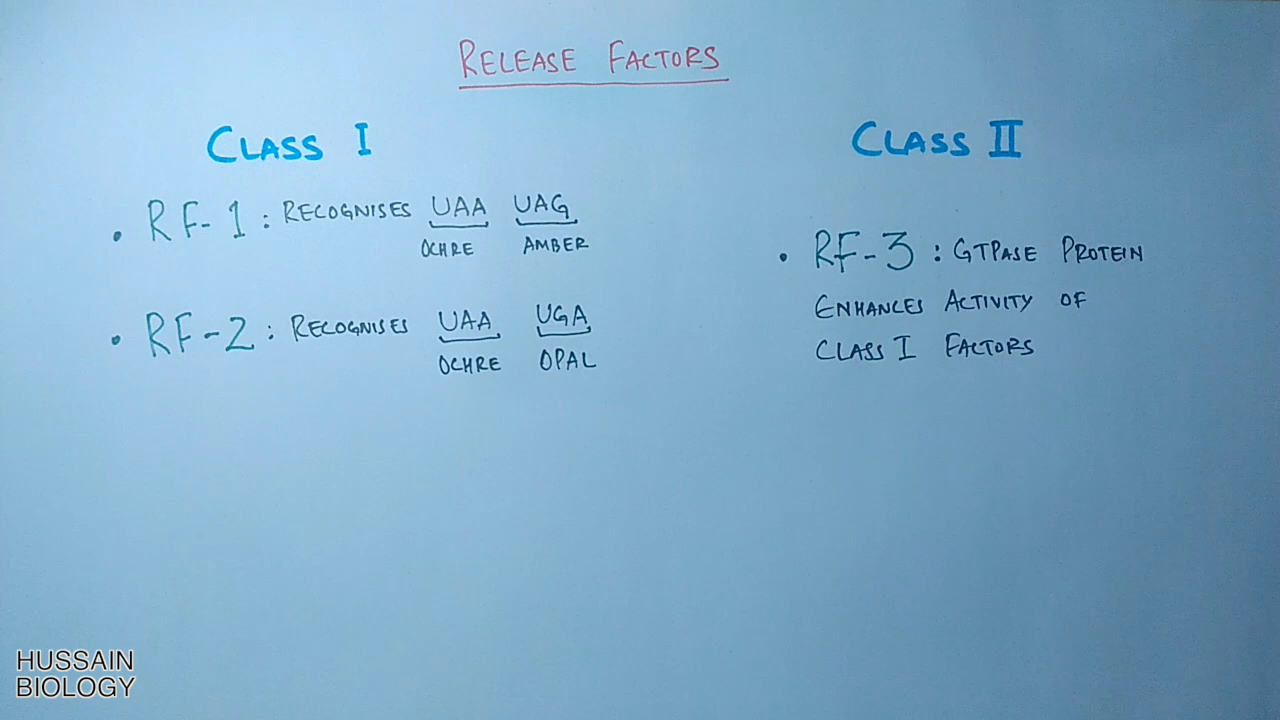 RELEASE FACTORS
CLASS I
• RF-1 : RECOGNISES UAA UAG
OCHRE AMBER
• RF-2 : RECOGNISES UAA UGA
OCHRE OPAL
CLASS II
• RF-3 : GTPASE PROTEIN
ENHANCES ACTIVITY OF
CLASS I FACTORS
HUSSAIN
BIOLOGY